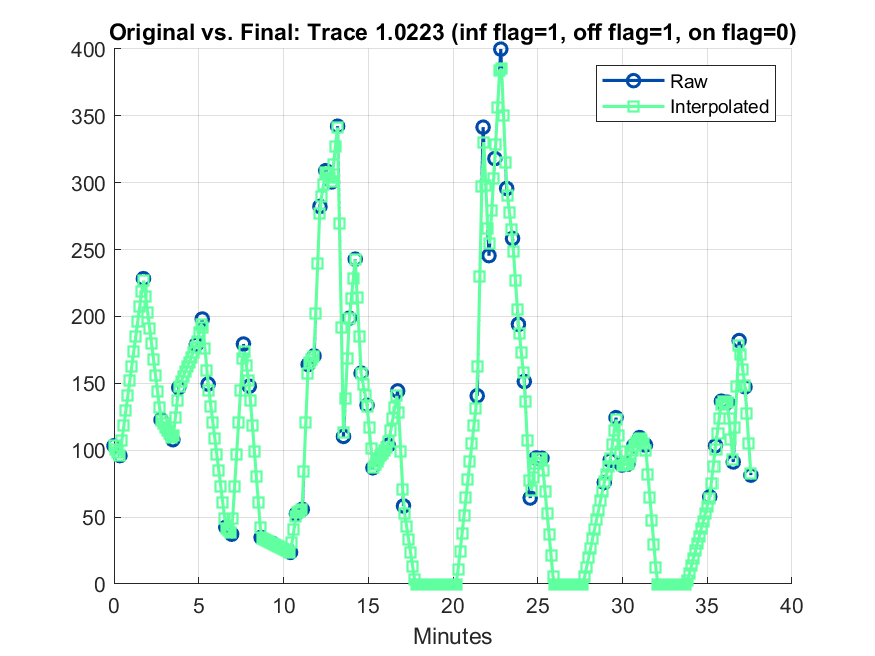 Original vs. Final: Trace 1.0223 (inf flag=1, off flag=1, on flag=0)
400
350
300
250
200
150
100
50
0
Raw
Interpolated
0 5 10 15 20 25 30 35 40
Minutes